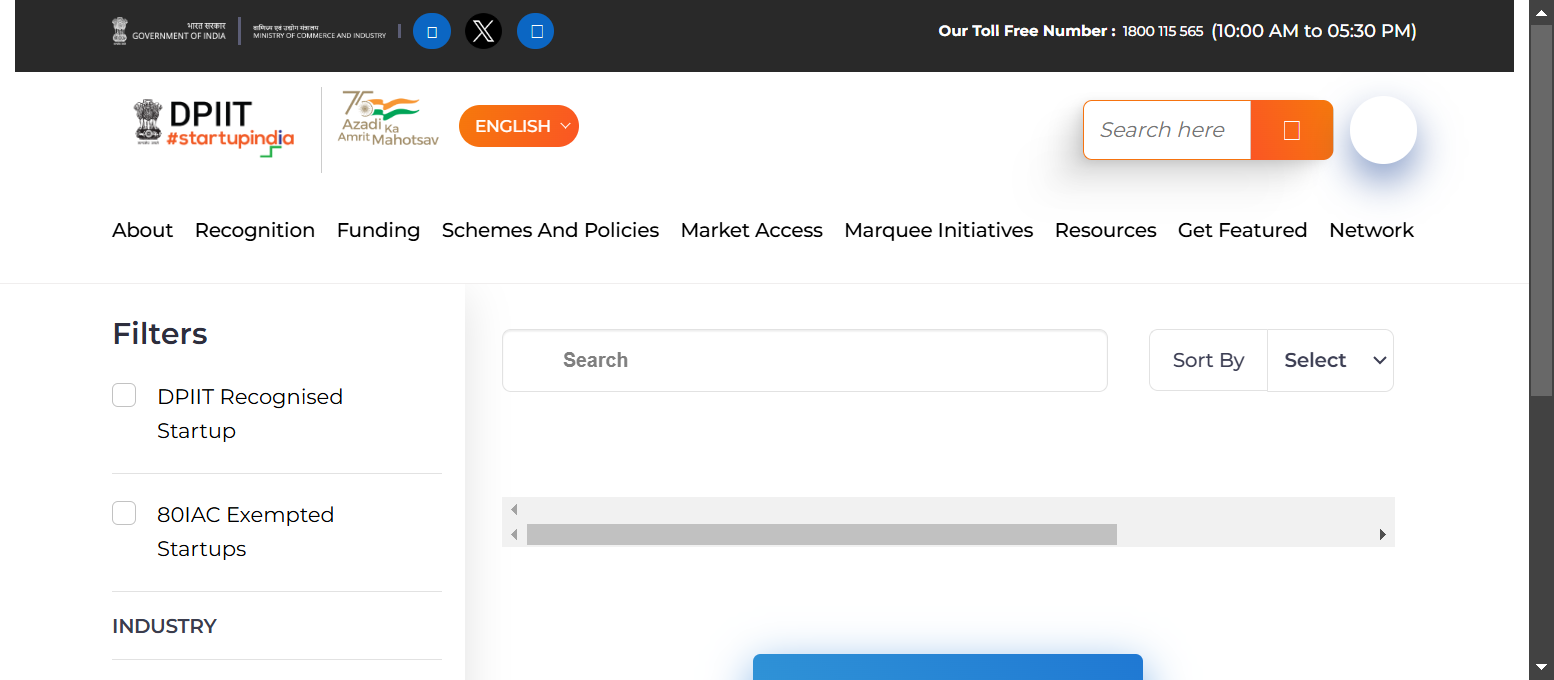 भारत सरकार
GOVERNMENT OF INDIA
वाणिज्य एवं उद्योग मंत्रालय
MINISTRY OF COMMERCE AND INDUSTRY
Our Toll Free Number : 1800 115 565 (10:00 AM to 05:30 PM)
DPIIT
#startupindia
75
Azadi Ka
Amrit Mahotsav
ENGLISH
Search here
About Recognition Funding Schemes And Policies Market Access Marquee Initiatives Resources Get Featured Network
Filters
Search
Sort By Select
DPIIT Recognised
Startup
80IAC Exempted
Startups
INDUSTRY